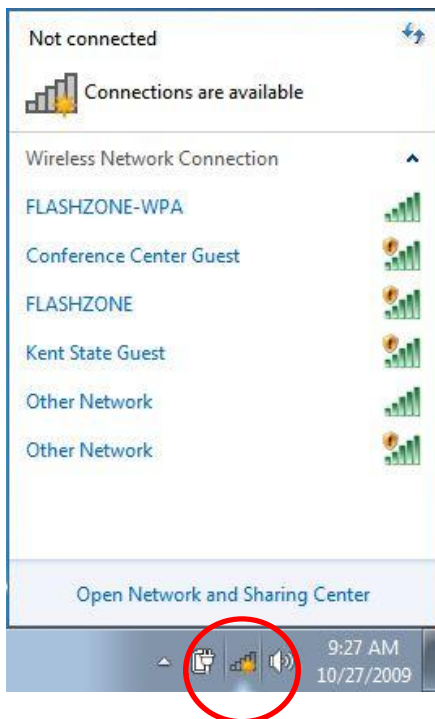 Not connected
Connections are available
Wireless Network Connection
FLASHZONE-WPA
Conference Center Guest
FLASHZONE
Kent State Guest
Other Network
Other Network
Open Network and Sharing Center
9:27 AM
10/27/2009